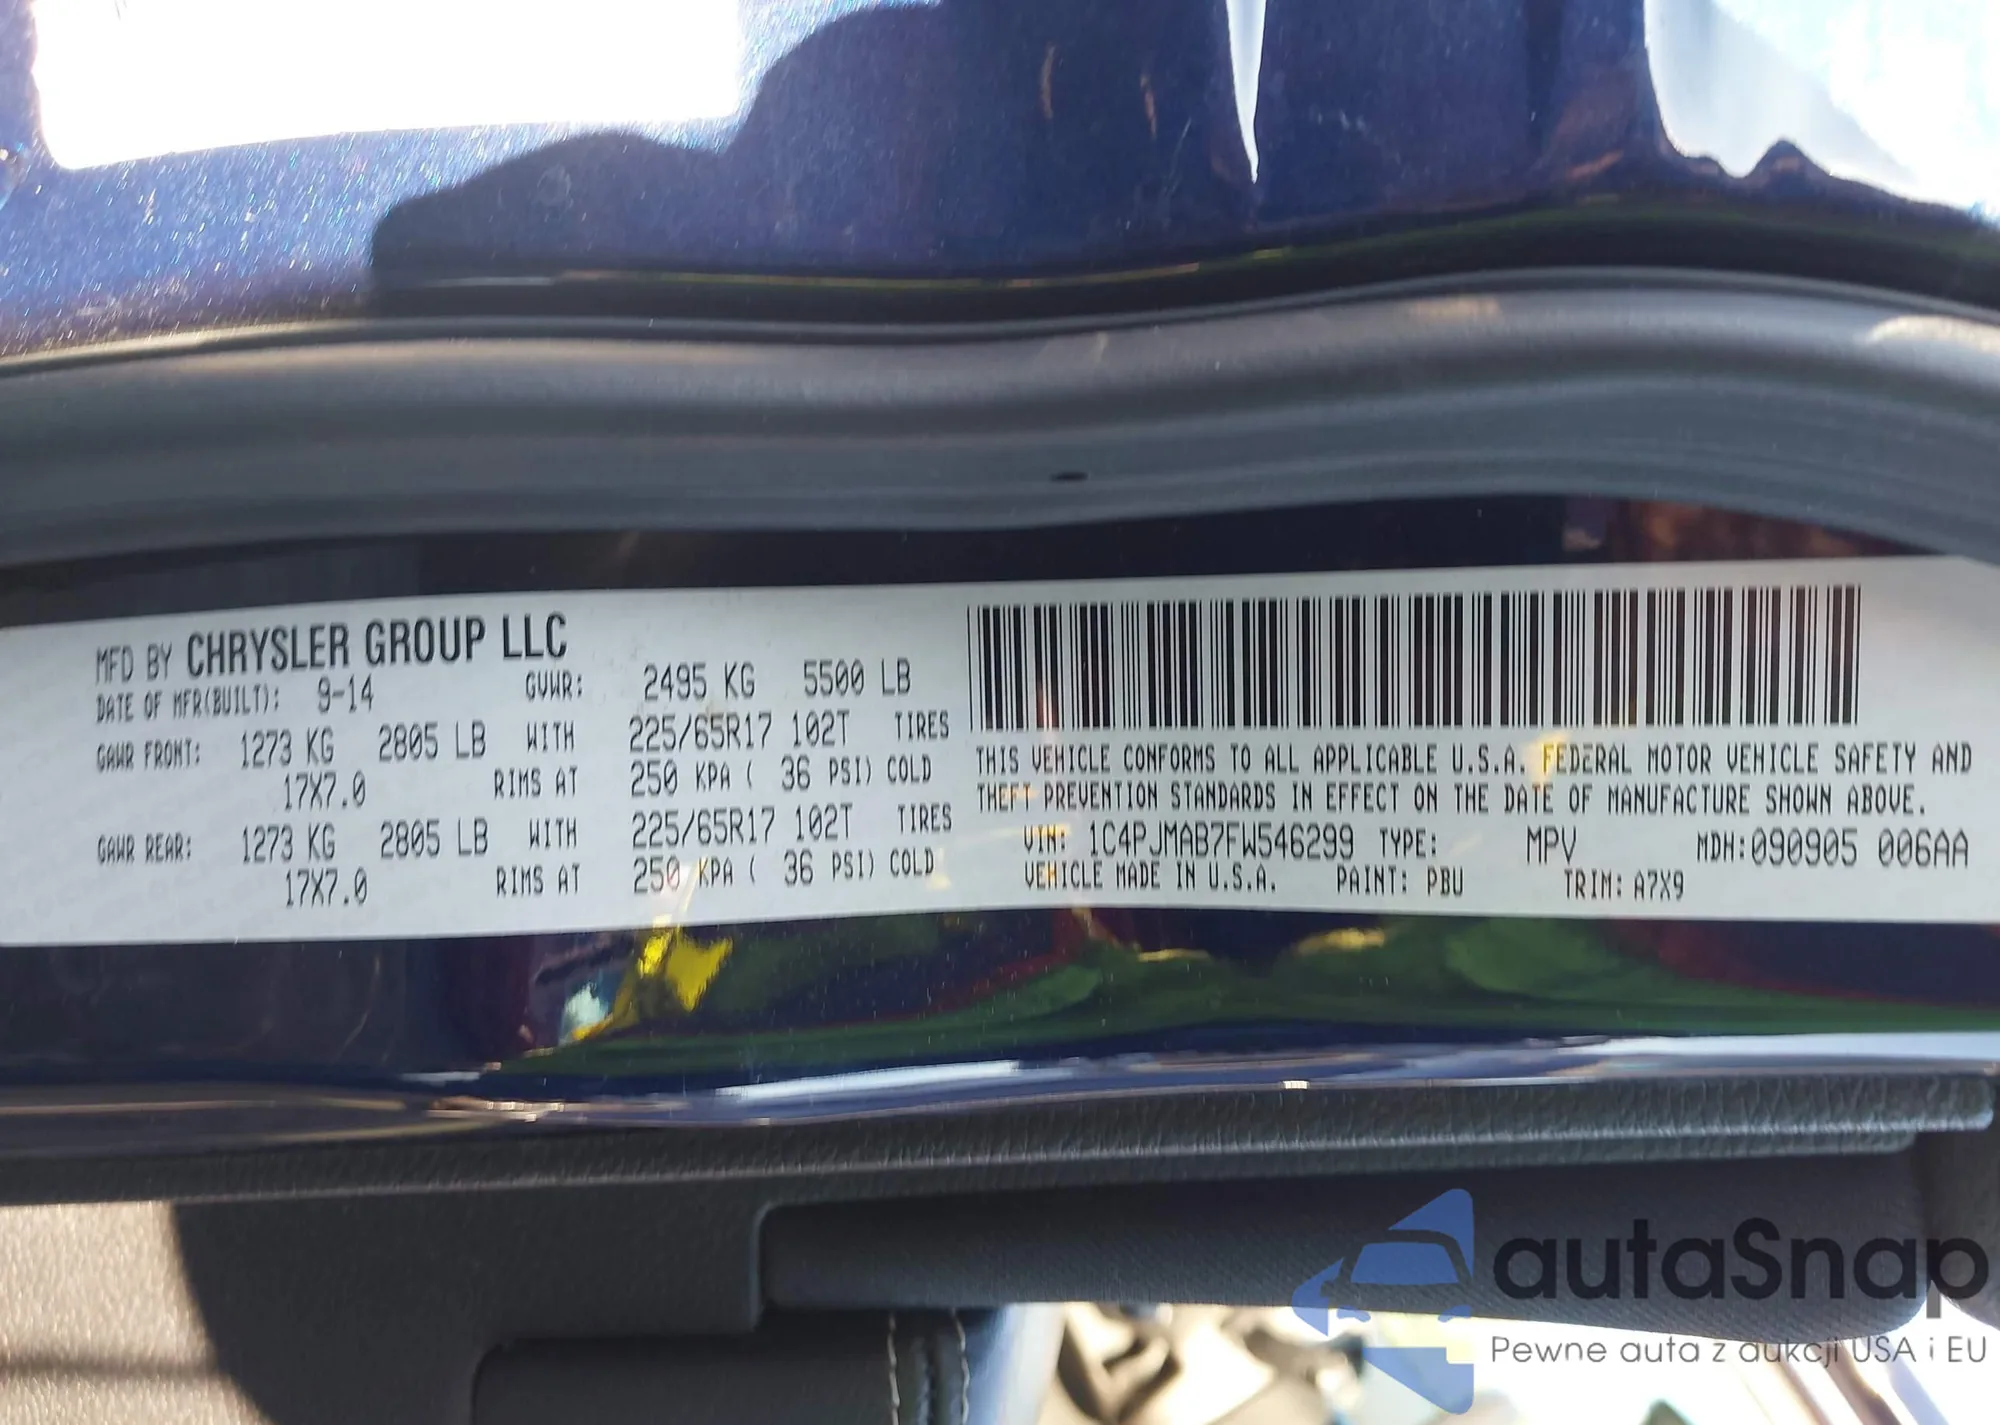 MFD BY CHRYSLER GROUP LLC
DATE OF MFR(BUILT): 9-14 GVWR: 2495 KG 5500 LB
GAWR FRONT: 1273 KG 2805 LB WITH 225/65R17 102T TIRES
17X7.0 RIMS AT 250 KPA ( 36 PSI) COLD
GAWR REAR: 1273 KG 2805 LB WITH 225/65R17 102T TIRES
17X7.0 RIMS AT 250 KPA ( 36 PSI) COLD
THIS VEHICLE CONFORMS TO ALL APPLICABLE U.S.A. FEDERAL MOTOR VEHICLE SAFETY AND
THEFT PREVENTION STANDARDS IN EFFECT ON THE DATE OF MANUFACTURE SHOWN ABOVE.
VIN: 1C4PJMAB7FW546299 TYPE: MPV MDH:090905 006AA
VEHICLE MADE IN U.S.A. PAINT: PBU TRIM: A7X9
autaSnap
Pewne auta z aukcji USA i EU